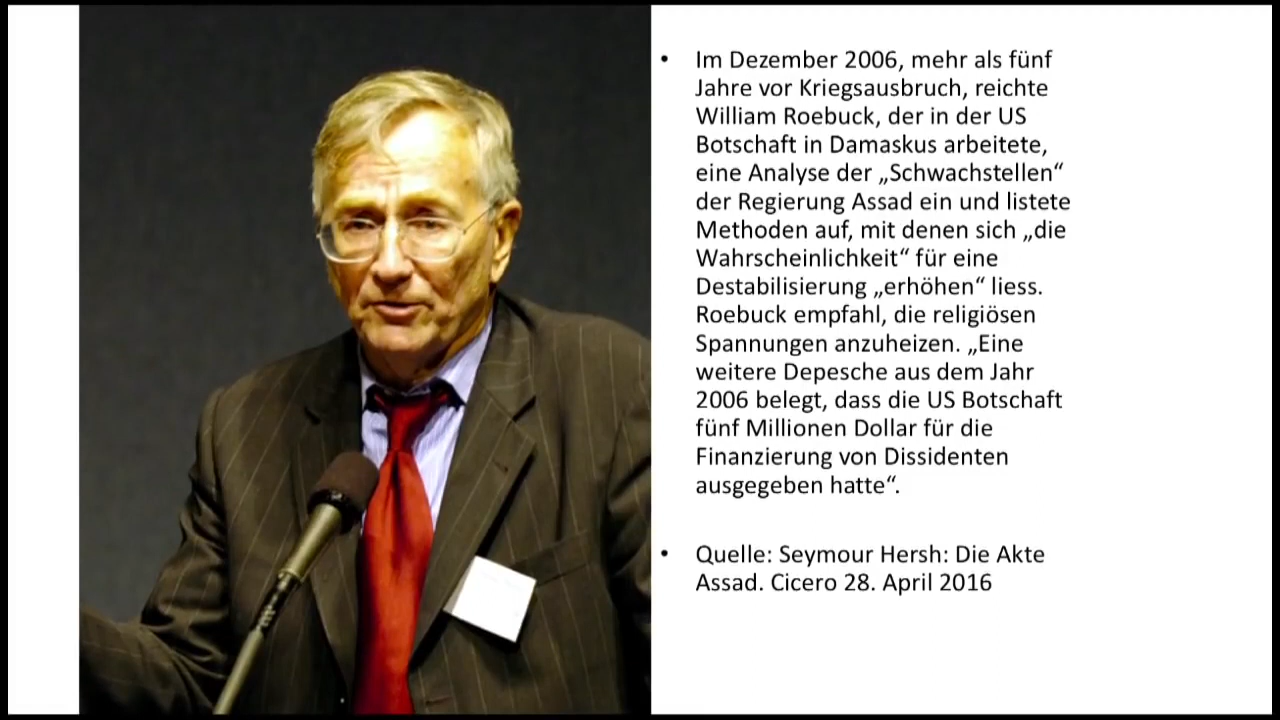 • Im Dezember 2006, mehr als fünf
Jahre vor Kriegsausbruch, reichte
William Roebuck, der in der US
Botschaft in Damaskus arbeitete,
eine Analyse der „Schwachstellen“
der Regierung Assad ein und listete
Methoden auf, mit denen sich „die
Wahrscheinlichkeit“ für eine
Destabilisierung „erhöhen“ liess.
Roebuck empfahl, die religiösen
Spannungen anzuheizen. „Eine
weitere Depesche aus dem Jahr
2006 belegt, dass die US Botschaft
fünf Millionen Dollar für die
Finanzierung von Dissidenten
ausgegeben hatte“.
• Quelle: Seymour Hersh: Die Akte
Assad. Cicero 28. April 2016